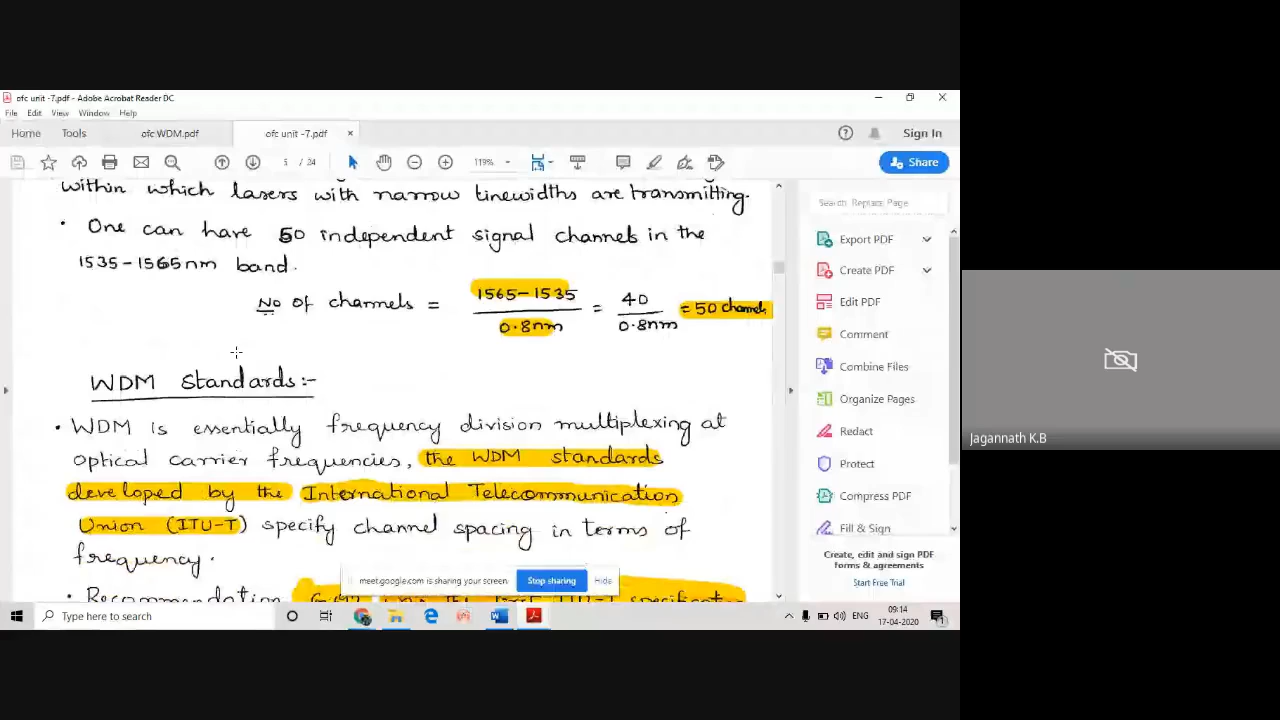 ofc unit -7.pdf - Adobe Acrobat Reader DC
File Edit View Window Help
Home Tools ofc WDM.pdf ofc unit -7.pdf × Sign In
5 / 24 119% Share
within which lasers with narrow linewidths are transmitting.
• One can have 50 independent signal channels in the
1535-1565nm band.
No of channels = 1565-1535 / 0.8nm = 40 / 0.8nm = 50 channels
WDM Standards:-
• WDM is essentially frequency division multiplexing at
optical carrier frequencies, the WDM standards
developed by the International Telecommunication
Union (ITU-T) specify channel spacing in terms of
frequency.
• Recommendation
Search 'Replace Page'
Export PDF
Create PDF
Edit PDF
Comment
Combine Files
Organize Pages
Redact
Protect
Compress PDF
Fill & Sign
Convert, edit and sign PDF
forms & agreements
Start Free Trial
meet.google.com is sharing your screen. Stop sharing Hide
Type here to search
ENG
09:14
17-04-2020
Jagannath K.B